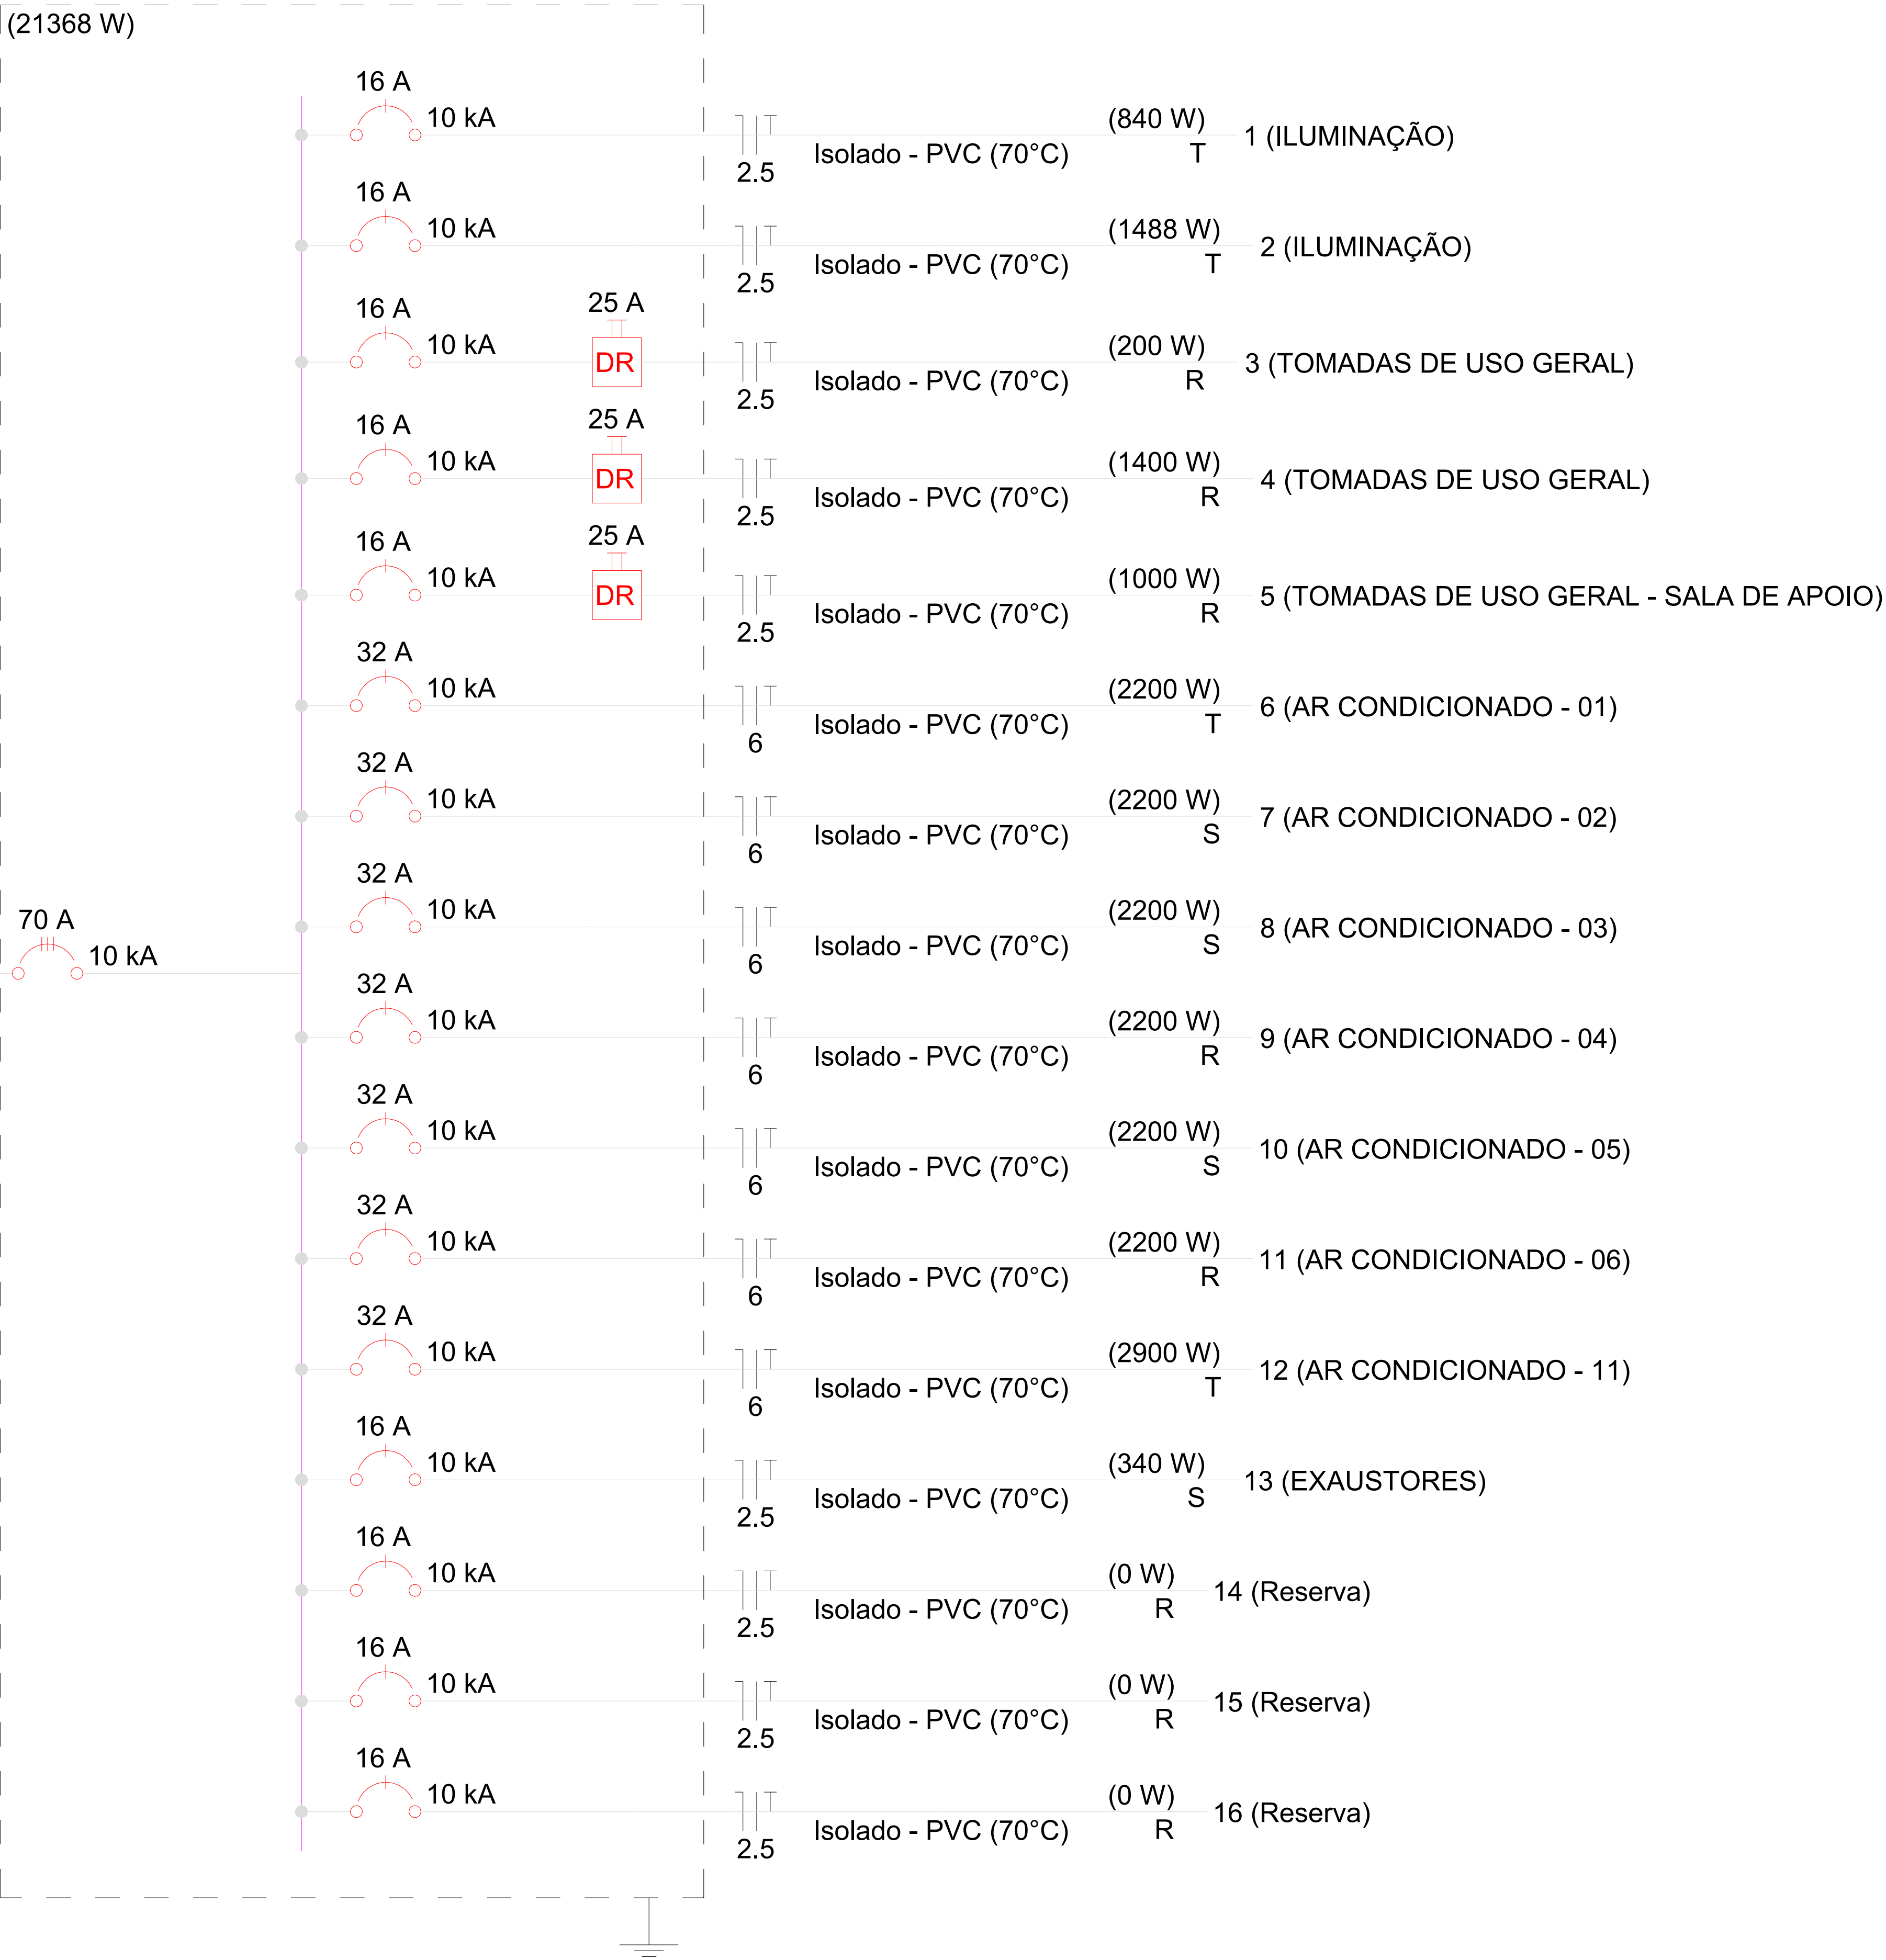 (21368 W)
16 A
10 kA
2.5
Isolado - PVC (70°C)
(840 W)
T
1 (ILUMINAÇÃO)
16 A
10 kA
2.5
Isolado - PVC (70°C)
(1488 W)
T
2 (ILUMINAÇÃO)
16 A
10 kA
25 A
DR
2.5
Isolado - PVC (70°C)
(200 W)
R
3 (TOMADAS DE USO GERAL)
16 A
10 kA
25 A
DR
2.5
Isolado - PVC (70°C)
(1400 W)
R
4 (TOMADAS DE USO GERAL)
16 A
10 kA
25 A
DR
2.5
Isolado - PVC (70°C)
(1000 W)
R
5 (TOMADAS DE USO GERAL - SALA DE APOIO)
32 A
10 kA
6
Isolado - PVC (70°C)
(2200 W)
T
6 (AR CONDICIONADO - 01)
32 A
10 kA
6
Isolado - PVC (70°C)
(2200 W)
S
7 (AR CONDICIONADO - 02)
32 A
10 kA
6
Isolado - PVC (70°C)
(2200 W)
S
8 (AR CONDICIONADO - 03)
70 A
10 kA
32 A
10 kA
6
Isolado - PVC (70°C)
(2200 W)
R
9 (AR CONDICIONADO - 04)
32 A
10 kA
6
Isolado - PVC (70°C)
(2200 W)
S
10 (AR CONDICIONADO - 05)
32 A
10 kA
6
Isolado - PVC (70°C)
(2200 W)
R
11 (AR CONDICIONADO - 06)
32 A
10 kA
6
Isolado - PVC (70°C)
(2900 W)
T
12 (AR CONDICIONADO - 11)
16 A
10 kA
2.5
Isolado - PVC (70°C)
(340 W)
S
13 (EXAUSTORES)
16 A
10 kA
2.5
Isolado - PVC (70°C)
(0 W)
R
14 (Reserva)
16 A
10 kA
2.5
Isolado - PVC (70°C)
(0 W)
R
15 (Reserva)
16 A
10 kA
2.5
Isolado - PVC (70°C)
(0 W)
R
16 (Reserva)